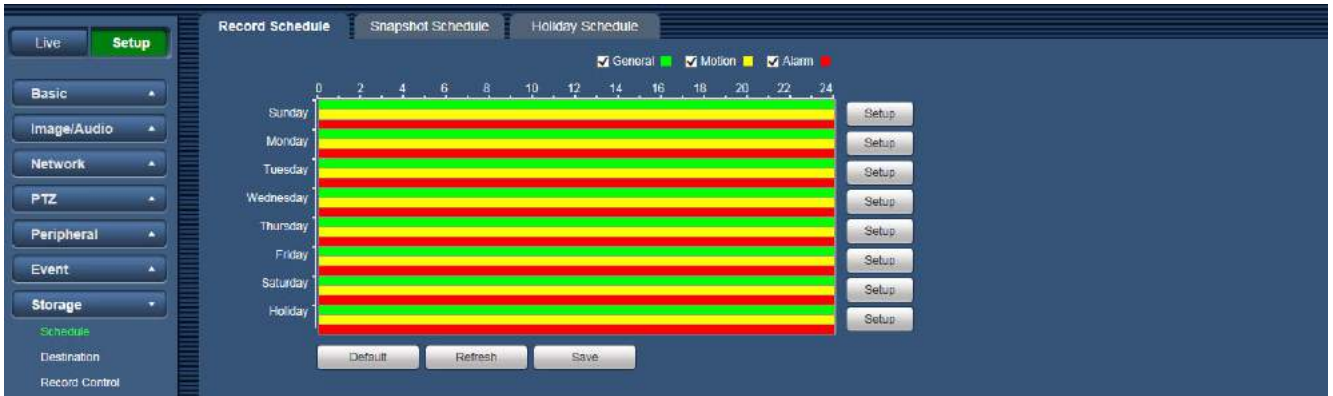 Live Setup
Basic
Image/Audio
Network
PTZ
Peripheral
Event
Storage
Schedule
Destination
Record Control
Record Schedule Snapshot Schedule Holiday Schedule
General Motion Alarm
0 2 4 6 8 10 12 14 16 18 20 22 24
Sunday Setup
Monday Setup
Tuesday Setup
Wednesday Setup
Thursday Setup
Friday Setup
Saturday Setup
Holiday Setup
Default Refresh Save